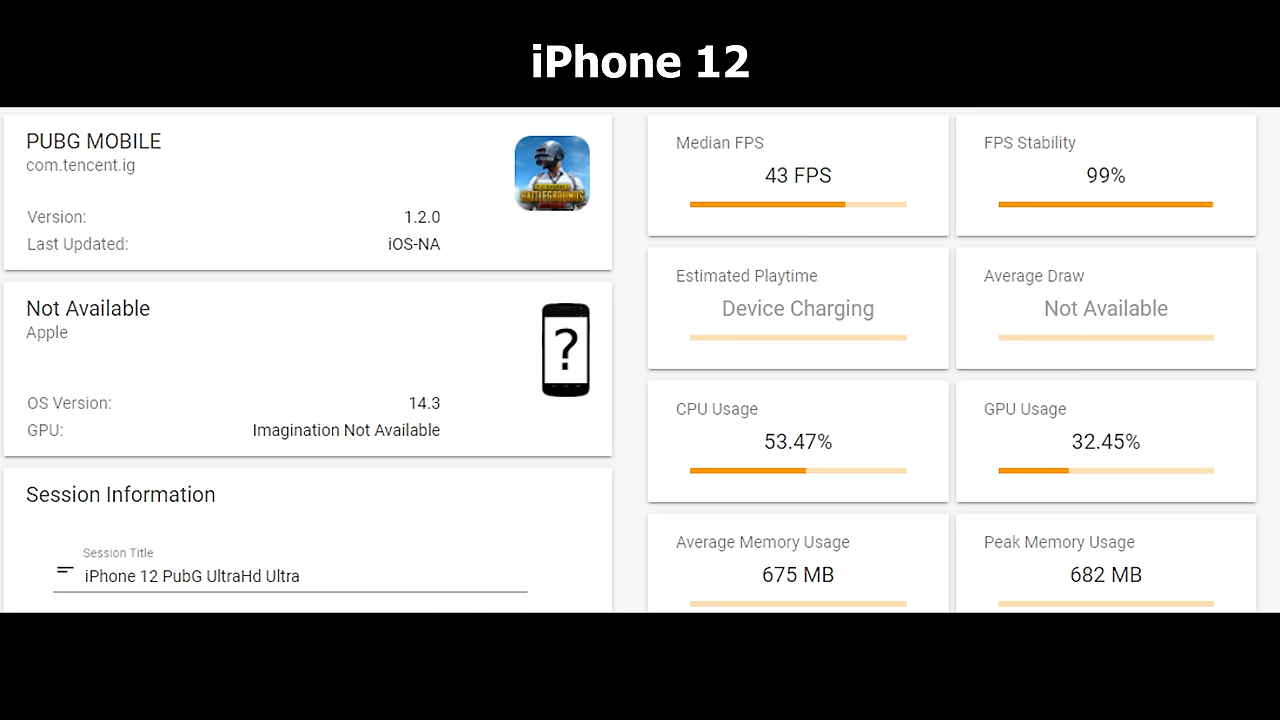 iPhone 12
PUBG MOBILE
com.tencent.ig
Version: 1.2.0
Last Updated: iOS-NA
Not Available
Apple
?
OS Version: 14.3
GPU: Imagination Not Available
Session Information
Session Title
iPhone 12 PubG UltraHd Ultra
Median FPS
43 FPS
FPS Stability
99%
Estimated Playtime
Device Charging
Average Draw
Not Available
CPU Usage
53.47%
GPU Usage
32.45%
Average Memory Usage
675 MB
Peak Memory Usage
682 MB
BATTLEGROUNDS